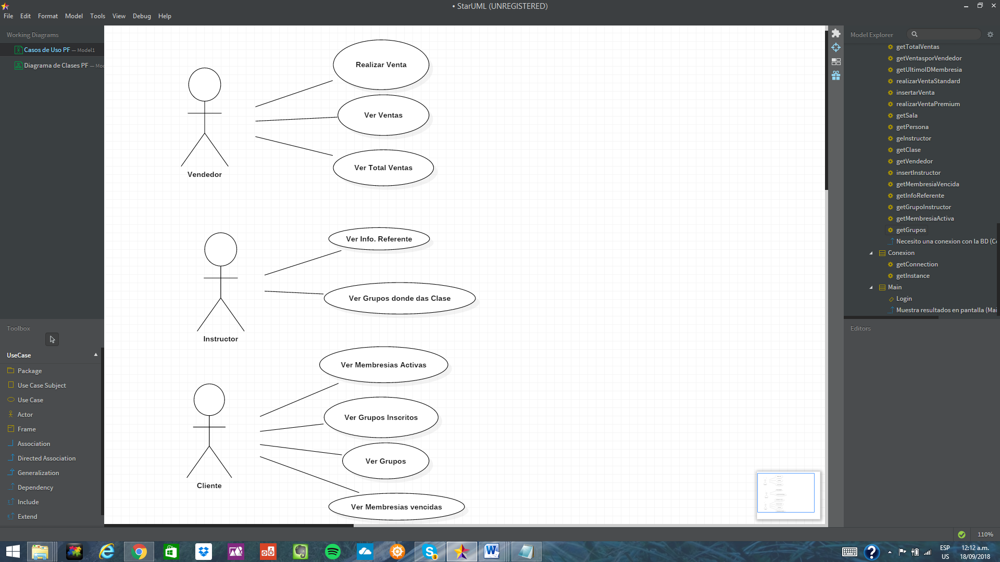 • StarUML (UNREGISTERED)
File Edit Format Model Tools View Debug Help
Working Diagrams
Casos de Uso PF — Model1
Diagrama de Clases PF — Mo
Toolbox
UseCase
Package
Use Case Subject
Use Case
Actor
Frame
Association
Directed Association
Generalization
Dependency
Include
Extend
Realizar Venta
Ver Ventas
Ver Total Ventas
Vendedor
Ver Info. Referente
Ver Grupos donde das Clase
Instructor
Ver Membresias Activas
Ver Grupos Inscritos
Ver Grupos
Ver Membresias vencidas
Cliente
Model Explorer
getTotalVentas
getVentasporVendedor
getUltimoIDMembresia
realizarVentaStandard
insertarVenta
realizarVentaPremium
getSala
getPersona
geInstructor
getClase
getVendedor
insertInstructor
getMembresiaVencida
getInfoReferente
getGrupoInstructor
getMembresiaActiva
getGrupos
Necesito una conexion con la BD (C
Conexion
getConnection
getInstance
Main
Login
Muestra resultados en pantalla (Mai
Editors
110%
ESP
US
12:12 a.m.
18/09/2018